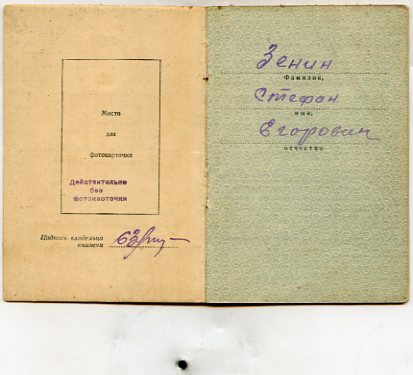 Место
для
фотокарточки
Действительно
без
фотокарточки
Подпись владельца
книжки
Зенин
Фамилия,
Стефан
имя,
Егорович
отчество